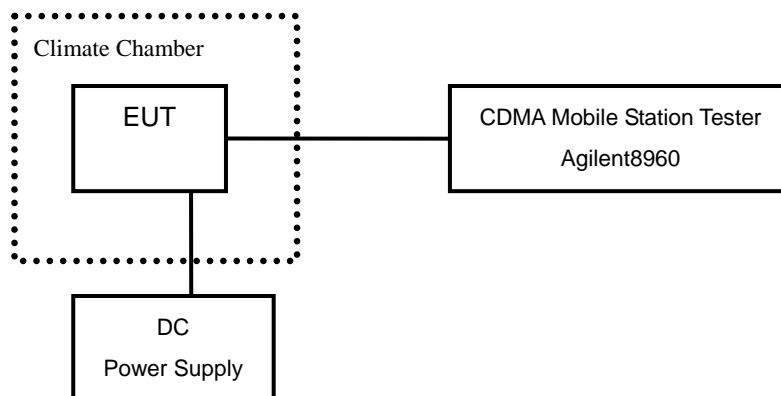 Climate Chamber
EUT
CDMA Mobile Station Tester
Agilent8960
DC
Power Supply